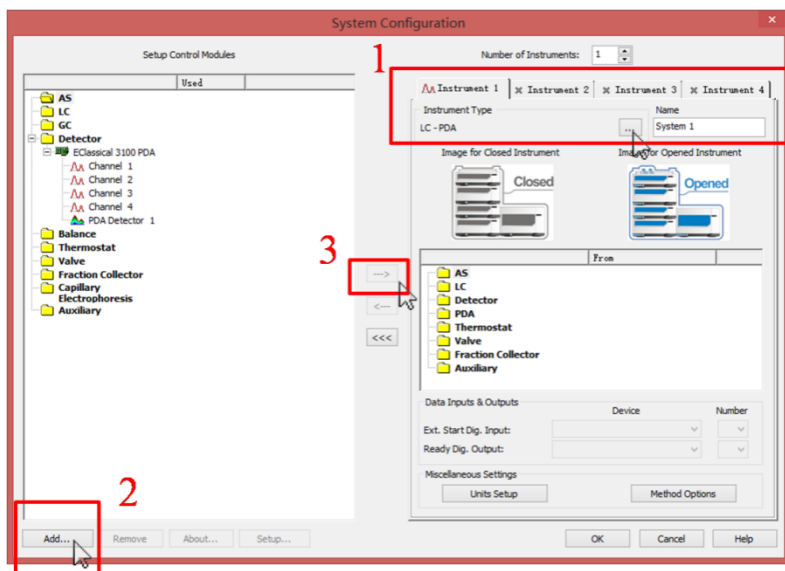 System Configuration
×
Setup Control Modules
Number of Instruments: 1
1
Used
AS
LC
GC
Detector
EClassical 3100 PDA
Channel 1
Channel 2
Channel 3
Channel 4
PDA Detector 1
Balance
Thermostat
Valve
Fraction Collector
Capillary
Electrophoresis
Auxiliary
3
--->
<---
<<<
Instrument 1 × Instrument 2 × Instrument 3 × Instrument 4
Instrument Type
Name
LC - PDA
...
System 1
Image for Closed Instrument
Image for Opened Instrument
Closed
Opened
From
AS
LC
Detector
PDA
Thermostat
Valve
Fraction Collector
Auxiliary
Data Inputs & Outputs
Device
Number
Ext. Start Dig. Input:
Ready Dig. Output:
Miscellaneous Settings
Units Setup
Method Options
2
Add... Remove About... Setup...
OK Cancel Help